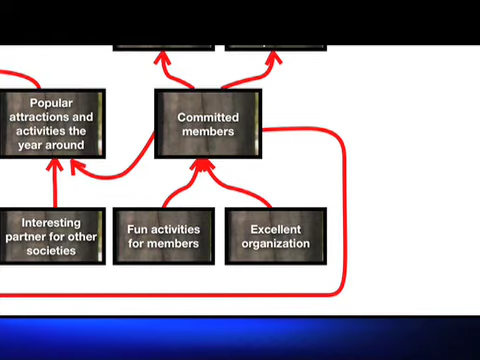 Popular
attractions and
activities the
year around
Committed
members
Interesting
partner for other
societies
Fun activities
for members
Excellent
organization